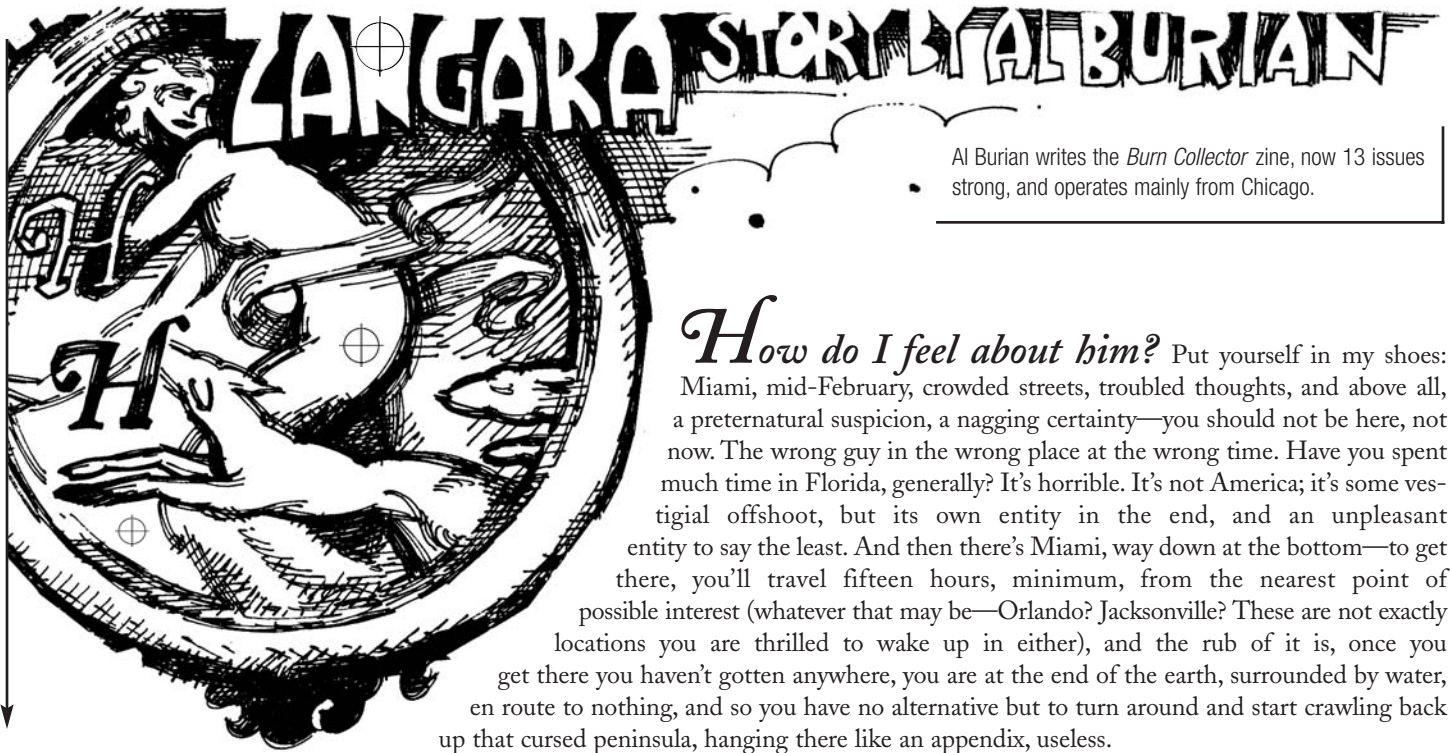 ZANGARA STORY BY AL BURIAN
Al Burian writes the Burn Collector zine, now 13 issues
strong, and operates mainly from Chicago.
H
H
How do I feel about him? Put yourself in my shoes:
Miami, mid-February, crowded streets, troubled thoughts, and above all,
a preternatural suspicion, a nagging certainty—you should not be here, not
now. The wrong guy in the wrong place at the wrong time. Have you spent
much time in Florida, generally? It’s horrible. It’s not America; it’s some ves-
tigial offshoot, but its own entity in the end, and an unpleasant
entity to say the least. And then there’s Miami, way down at the bottom—to get
there, you’ll travel fifteen hours, minimum, from the nearest point of
possible interest (whatever that may be—Orlando? Jacksonville? These are not exactly
locations you are thrilled to wake up in either), and the rub of it is, once you
get there you haven’t gotten anywhere, you are at the end of the earth, surrounded by water,
en route to nothing, and so you have no alternative but to turn around and start crawling back
up that cursed peninsula, hanging there like an appendix, useless.